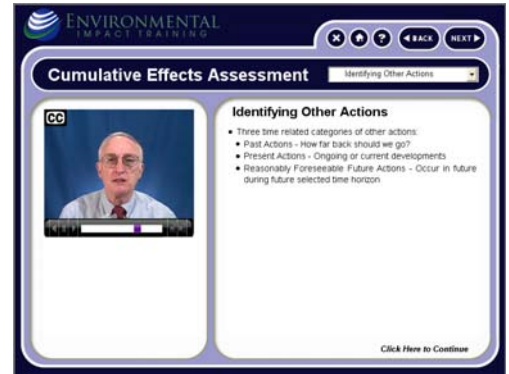 ENVIRONMENTAL
IMPACT TRAINING
BACK
NEXT
Cumulative Effects Assessment
Identifying Other Actions
CC
Identifying Other Actions
Three time related categories of other actions:
Past Actions - How far back should we go?
Present Actions - Ongoing or current developments
Reasonably Foreseeable Future Actions - Occur in future
during future selected time horizon
Click Here to Continue